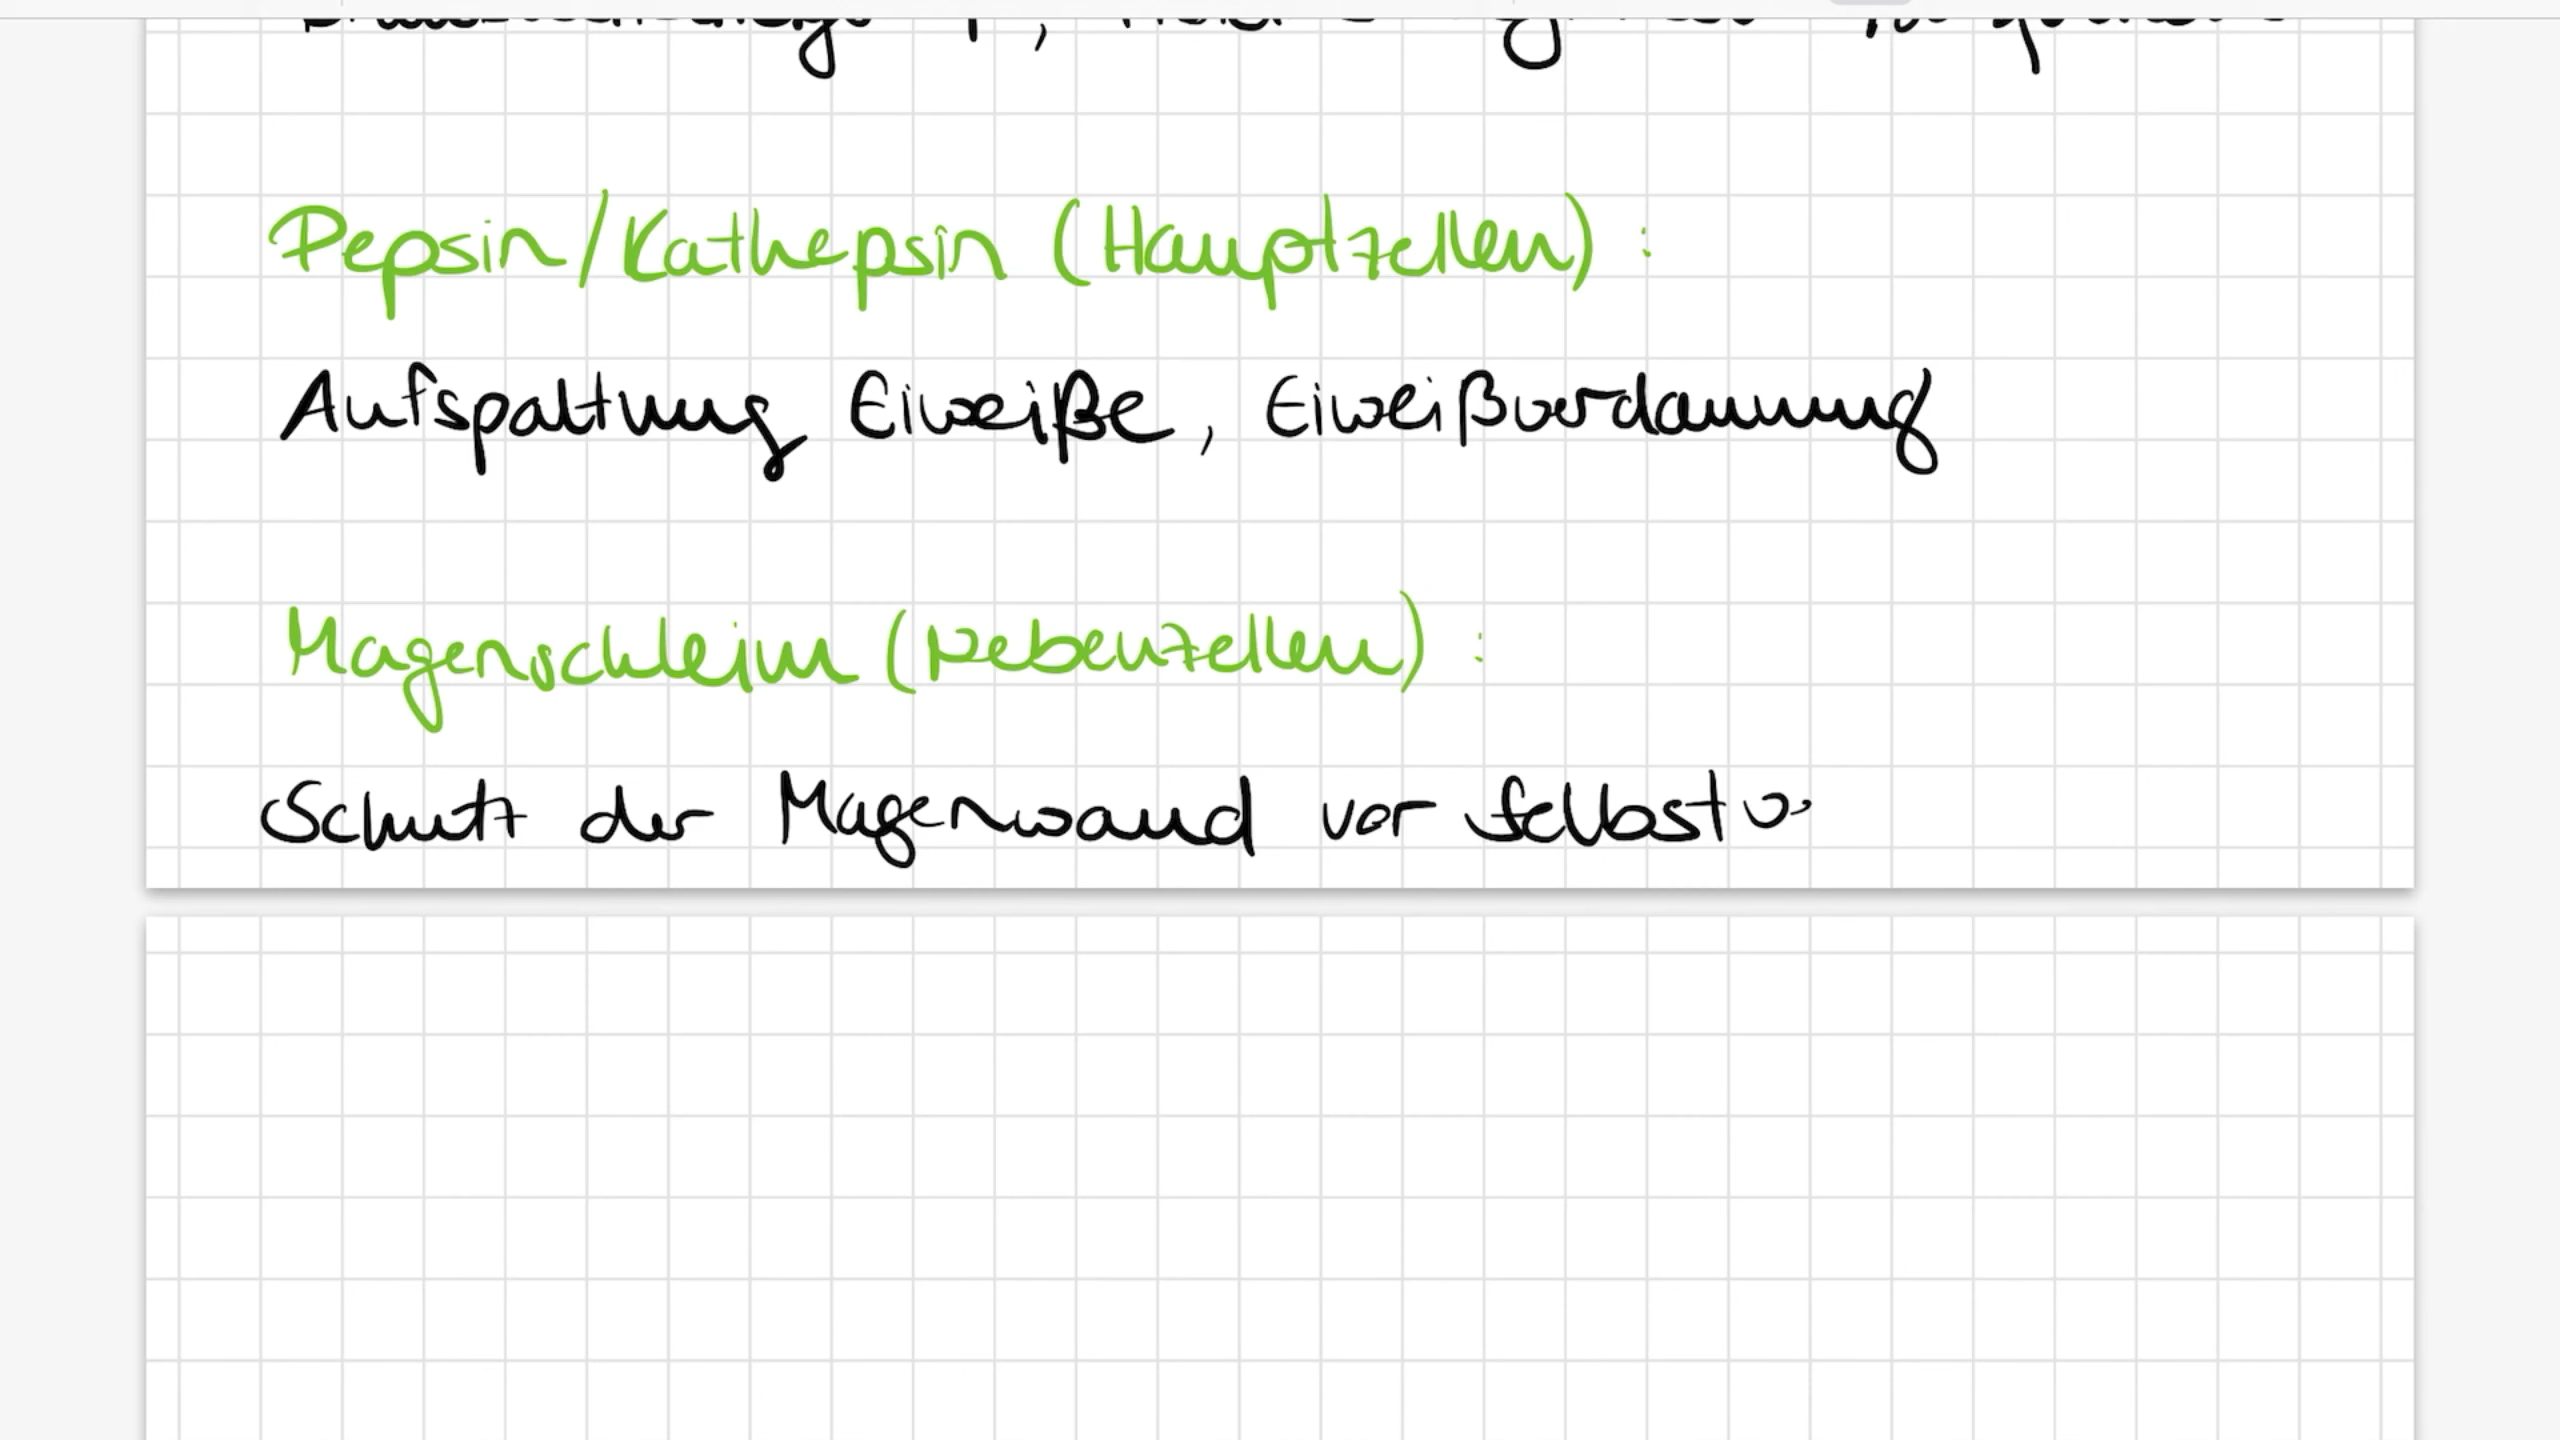 Pepsin/Kathepsin (Hauptzellen) :
Aufspaltung Eiweiße, Eiweißverdauung
Magenschleim (Nebenzellen) :
Schutz der Magenwand vor Selbstv